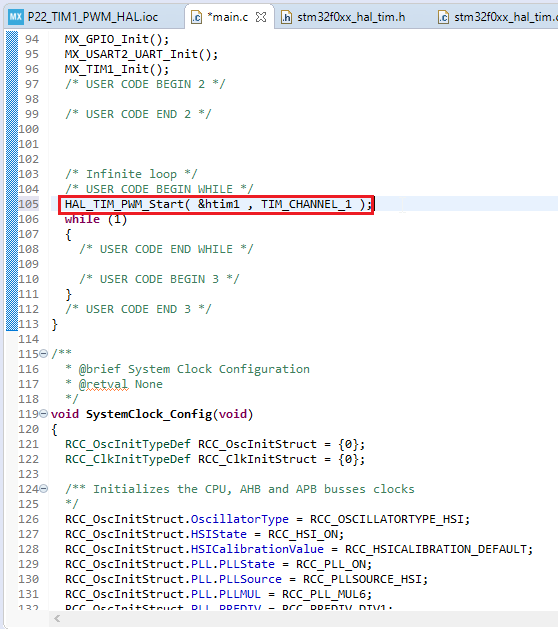 MX P22_TIM1_PWM_HAL.ioc
*main.c
stm32f0xx_hal_tim.h
stm32f0xx_hal_tim.c
94 MX_GPIO_Init();
95 MX_USART2_UART_Init();
96 MX_TIM1_Init();
97 /* USER CODE BEGIN 2 */
98
99 /* USER CODE END 2 */
100
101
102
103 /* Infinite loop */
104 /* USER CODE BEGIN WHILE */
105 HAL_TIM_PWM_Start( &htim1 , TIM_CHANNEL_1 );
106 while (1)
107 {
108 /* USER CODE END WHILE */
109
110 /* USER CODE BEGIN 3 */
111 }
112 /* USER CODE END 3 */
113 }
114
115 /**
116 * @brief System Clock Configuration
117 * @retval None
118 */
119 void SystemClock_Config(void)
120 {
121 RCC_OscInitTypeDef RCC_OscInitStruct = {0};
122 RCC_ClkInitTypeDef RCC_ClkInitStruct = {0};
123
124 /** Initializes the CPU, AHB and APB busses clocks
125 */
126 RCC_OscInitStruct.OscillatorType = RCC_OSCILLATORTYPE_HSI;
127 RCC_OscInitStruct.HSIState = RCC_HSI_ON;
128 RCC_OscInitStruct.HSICalibrationValue = RCC_HSICALIBRATION_DEFAULT;
129 RCC_OscInitStruct.PLL.PLLState = RCC_PLL_ON;
130 RCC_OscInitStruct.PLL.PLLSource = RCC_PLLSOURCE_HSI;
131 RCC_OscInitStruct.PLL.PLLMUL = RCC_PLL_MUL6;
132 RCC_OscInitStruct.PLL.PREDIV = RCC_PREDIV_DIV1;